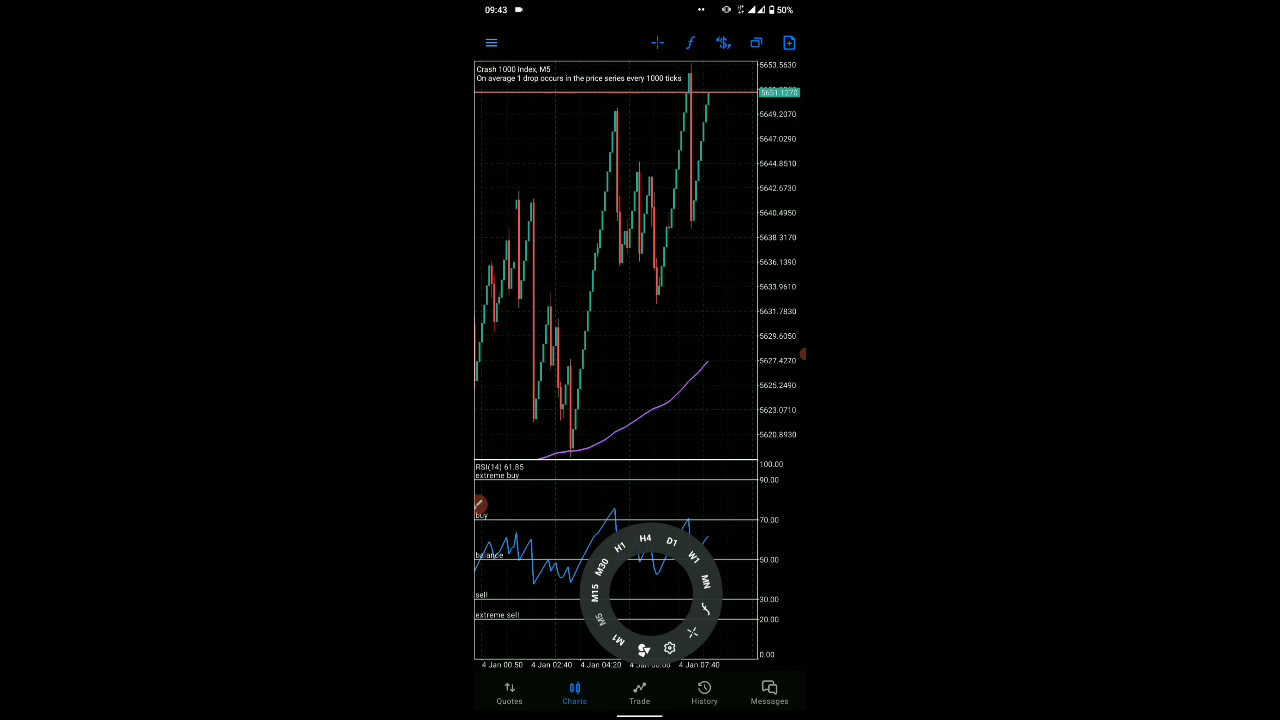 09:43
50%
Crash 1000 Index, M5
On average 1 drop occurs in the price series every 1000 ticks
5653.5630
5651.1270
5649.2070
5647.0290
5644.8510
5642.6730
5640.4950
5638.3170
5636.1390
5633.9610
5631.7830
5629.6050
5627.4270
5625.2490
5623.0710
5620.8930
RSI(14) 61.85
100.00
extreme buy
90.00
buy
70.00
balance
50.00
sell
30.00
extreme sell
20.00
0.00
M1
M5
M15
M30
H1
H4
D1
W1
MN
4 Jan 00:50
4 Jan 02:40
4 Jan 04:20
4 Jan 07:40
Quotes
Charts
Trade
History
Messages